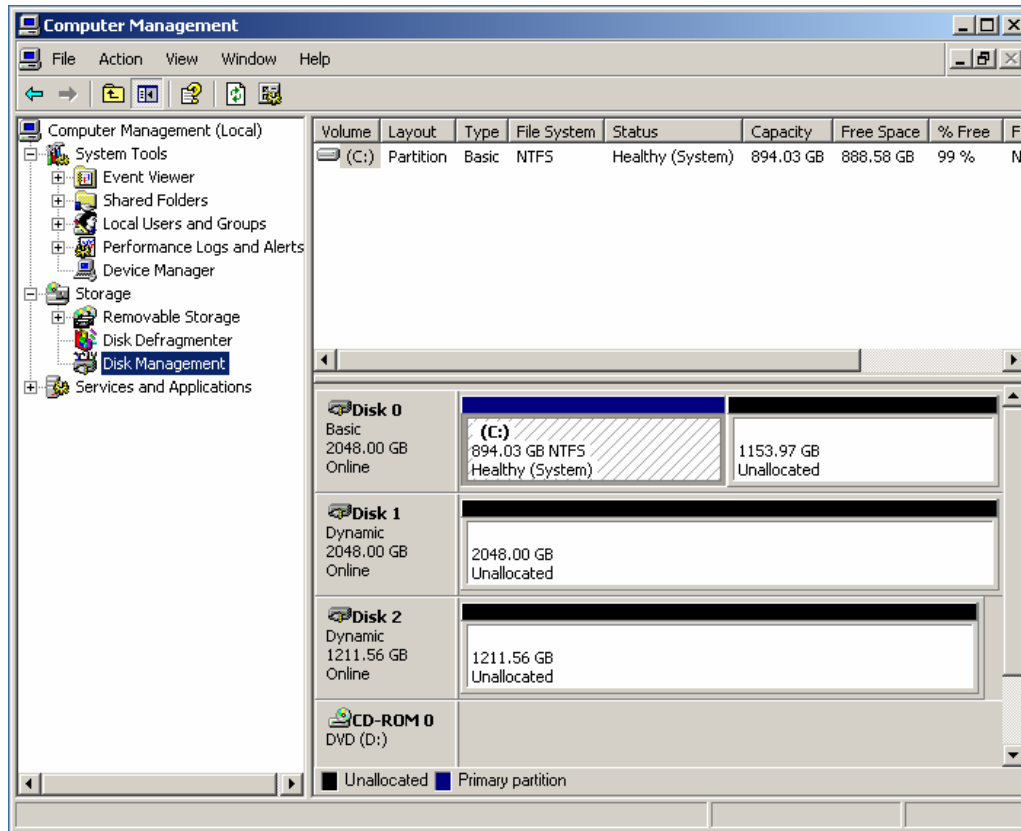 Computer Management
File Action View Window Help
Computer Management (Local)
System Tools
Event Viewer
Shared Folders
Local Users and Groups
Performance Logs and Alerts
Device Manager
Storage
Removable Storage
Disk Defragmenter
Disk Management
Services and Applications
Volume Layout Type File System Status Capacity Free Space % Free F
(C:) Partition Basic NTFS Healthy (System) 894.03 GB 888.58 GB 99 % N
Disk 0
Basic
2048.00 GB
Online
(C:)
894.03 GB NTFS
Healthy (System)
1153.97 GB
Unallocated
Disk 1
Dynamic
2048.00 GB
Online
2048.00 GB
Unallocated
Disk 2
Dynamic
1211.56 GB
Online
1211.56 GB
Unallocated
CD-ROM 0
DVD (D:)
Unallocated Primary partition